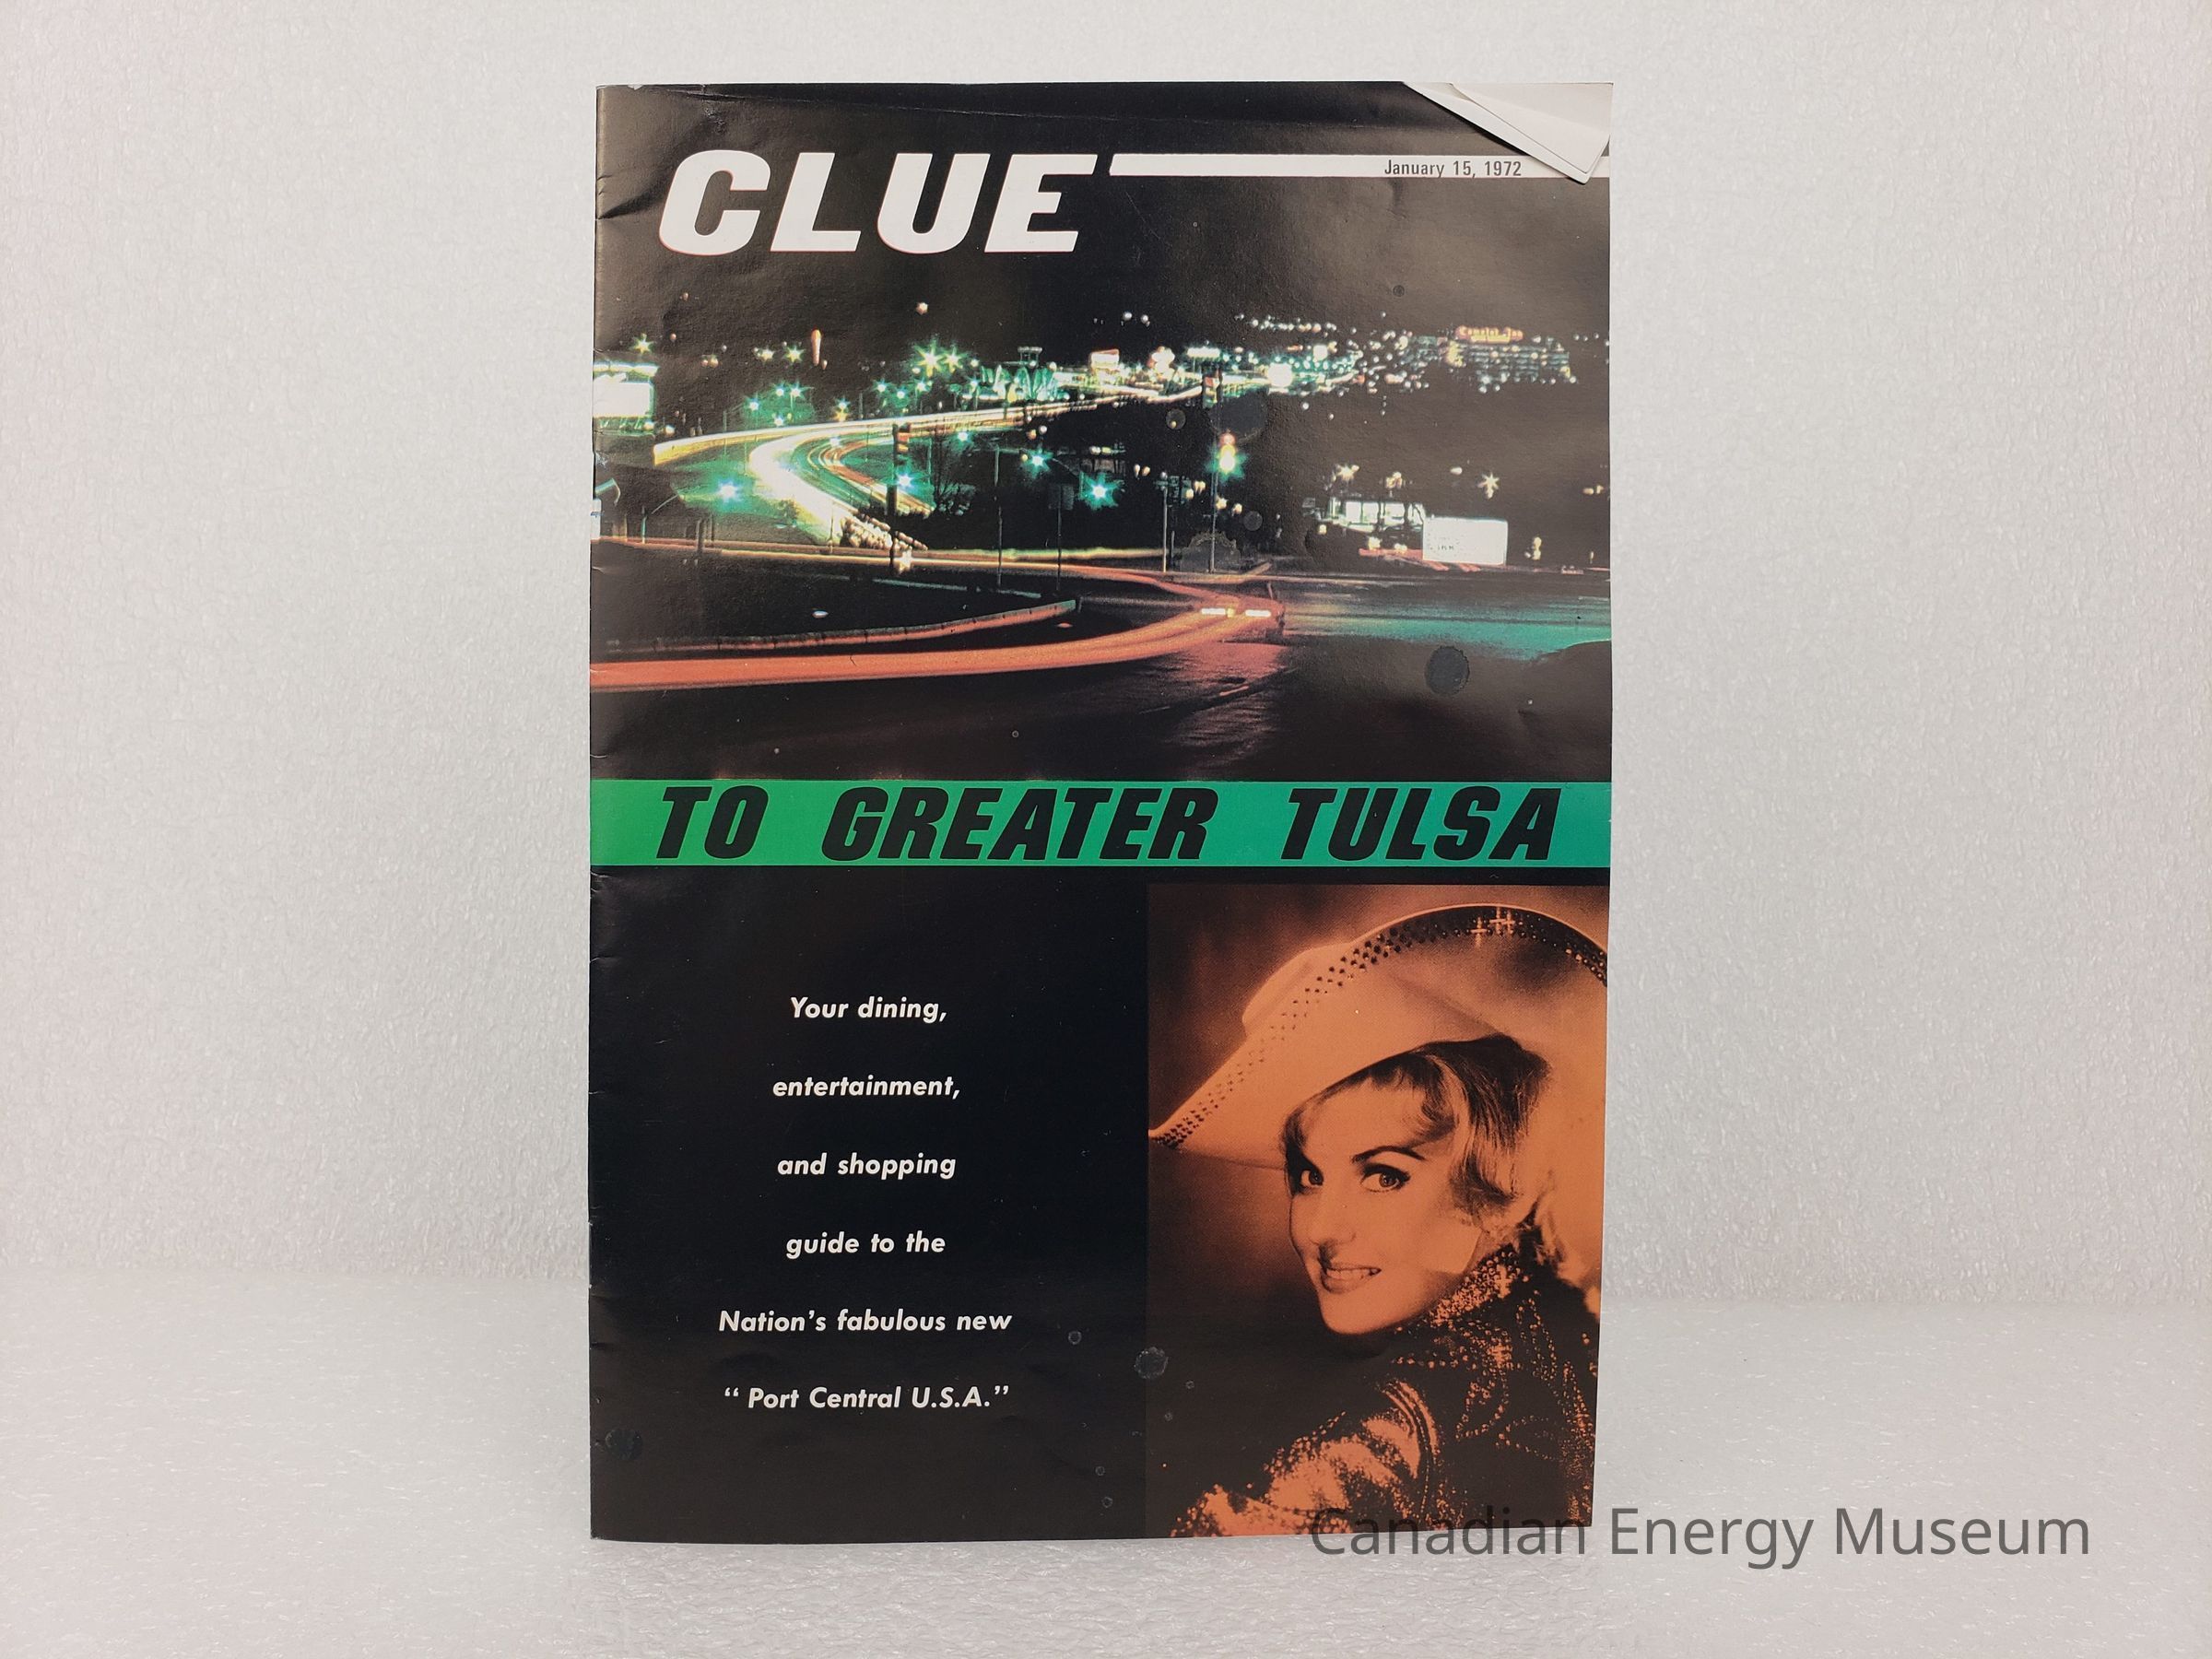 CLUE
January 15, 1972
TO GREATER TULSA
Your dining,
entertainment,
and shopping
guide to the
Nation's fabulous new
“ Port Central U.S.A.”
Canadian Energy Museum